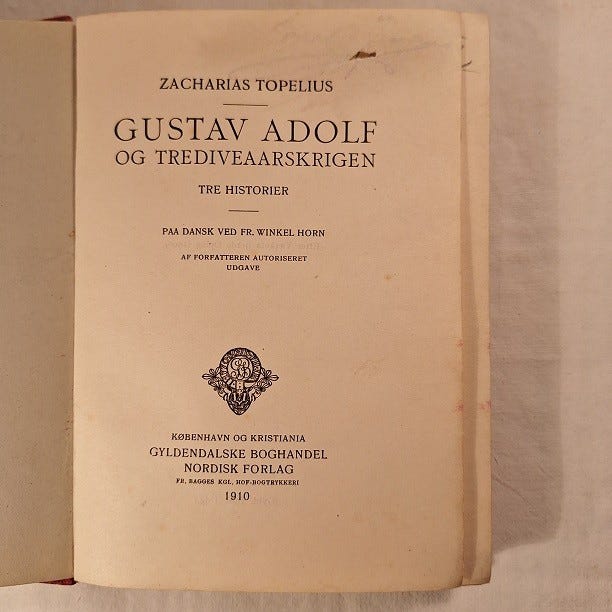 ZACHARIAS TOPELIUS
GUSTAV ADOLF
OG TREDIVEAARSKRIGEN
TRE HISTORIER
PAA DANSK VED FR. WINKEL HORN
AF FORFATTEREN AUTORISERET
UDGAVE
KØBENHAVN OG KRISTIANIA
GYLDENDALSKE BOGHANDEL
NORDISK FORLAG
FR. BAGGES KGL. HOF-BOGTRYKKERI
1910